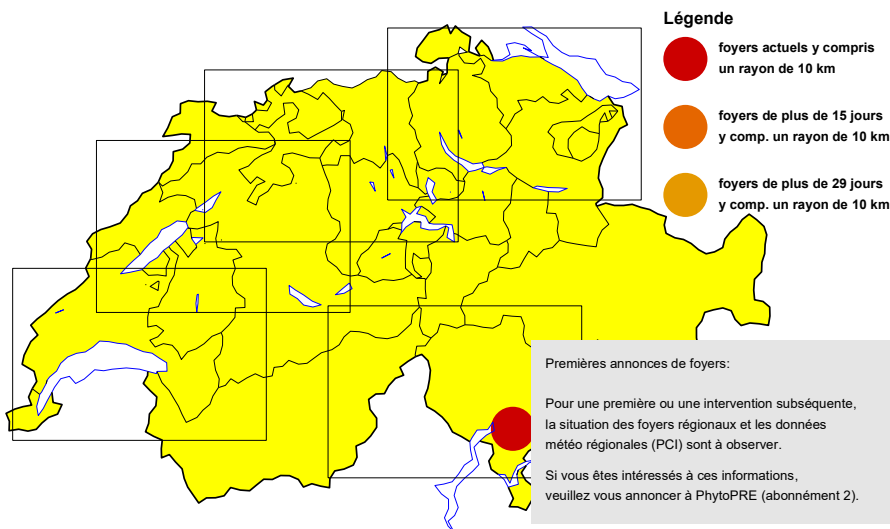 Légende
foyers actuels y compris
un rayon de 10 km
foyers de plus de 15 jours
y comp. un rayon de 10 km
foyers de plus de 29 jours
y comp. un rayon de 10 km
Premières annonces de foyers:
Pour une première ou une intervention subséquente,
la situation des foyers régionaux et les données
météo régionales (PCI) sont à observer.
Si vous êtes intéressés à ces informations,
veuillez vous annoncer à PhytoPRE (abonnément 2).